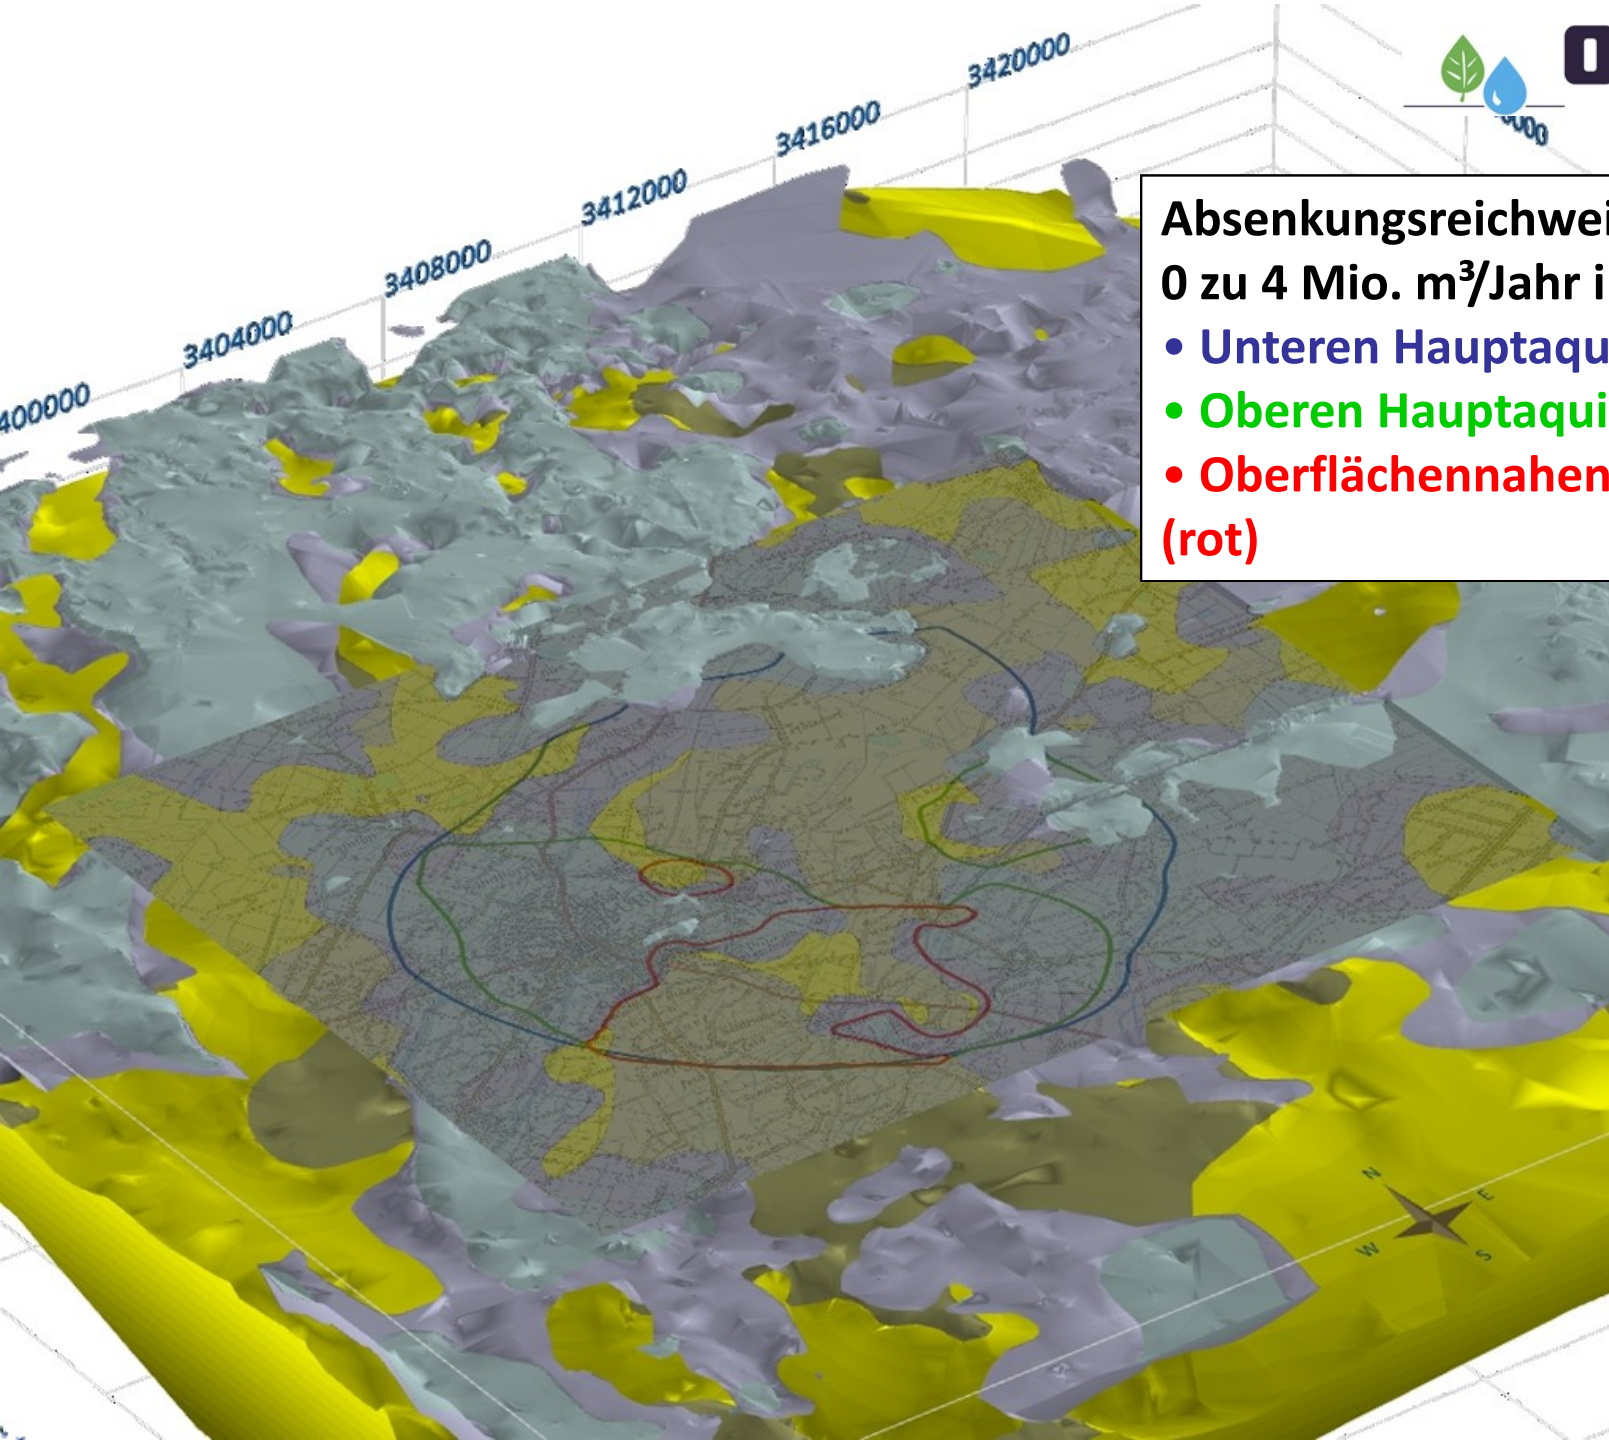 3420000
3416000
3412000
3408000
3404000
400000
Absenkungsreichwei
0 zu 4 Mio. m³/Jahr i
• Unteren Hauptaqu
• Oberen Hauptaqui
• Oberflächennahen
(rot)
N
E
W
S